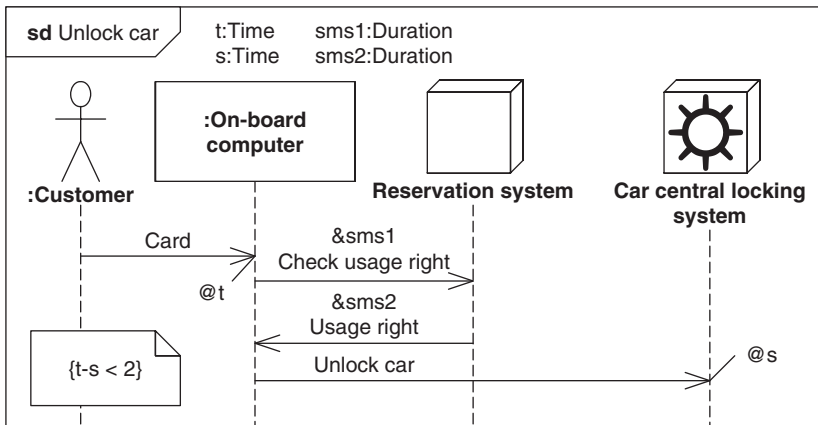 sd Unlock car
t:Time sms1:Duration
s:Time sms2:Duration
:On-board
computer
:Customer
Reservation system
Car central locking
system
Card
&sms1
Check usage right
@t
&sms2
Usage right
{t-s < 2}
Unlock car
@s